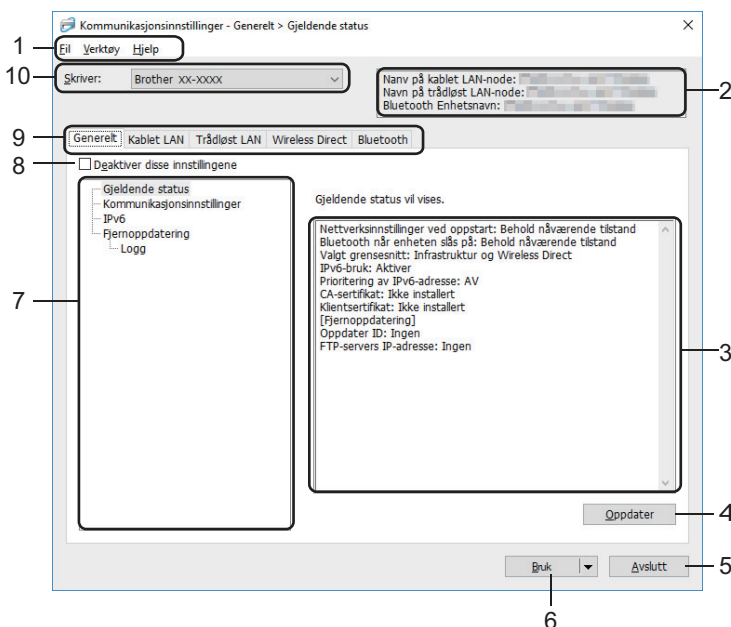 Kommunikasjonsinnstillinger - Generelt > Gjeldende status
1
Fil Verktøy Hjelp
10
Skriver: Brother XX-XXXX
Nanv på kablet LAN-node:
Navn på trådløst LAN-node:
Bluetooth Enhetsnavn:
2
9
Generelt Kablet LAN Trådløst LAN Wireless Direct Bluetooth
8
Deaktiver disse innstillingene
7
Gjeldende status
Kommunikasjonsinnstillinger
IPv6
Fjernoppdatering
Logg
Gjeldende status vil vises.
Nettverksinnstillinger ved oppstart: Behold nåværende tilstand
Bluetooth når enheten slås på: Behold nåværende tilstand
Valgt grensesnitt: Infrastruktur og Wireless Direct
IPv6-bruk: Aktiver
Prioritering av IPv6-adresse: AV
CA-sertifikat: Ikke installert
Klientsertifikat: Ikke installert
[Fjernoppdatering]
Oppdater ID: Ingen
FTP-servers IP-adresse: Ingen
3
Oppdater
4
Bruk
Avslutt
5
6